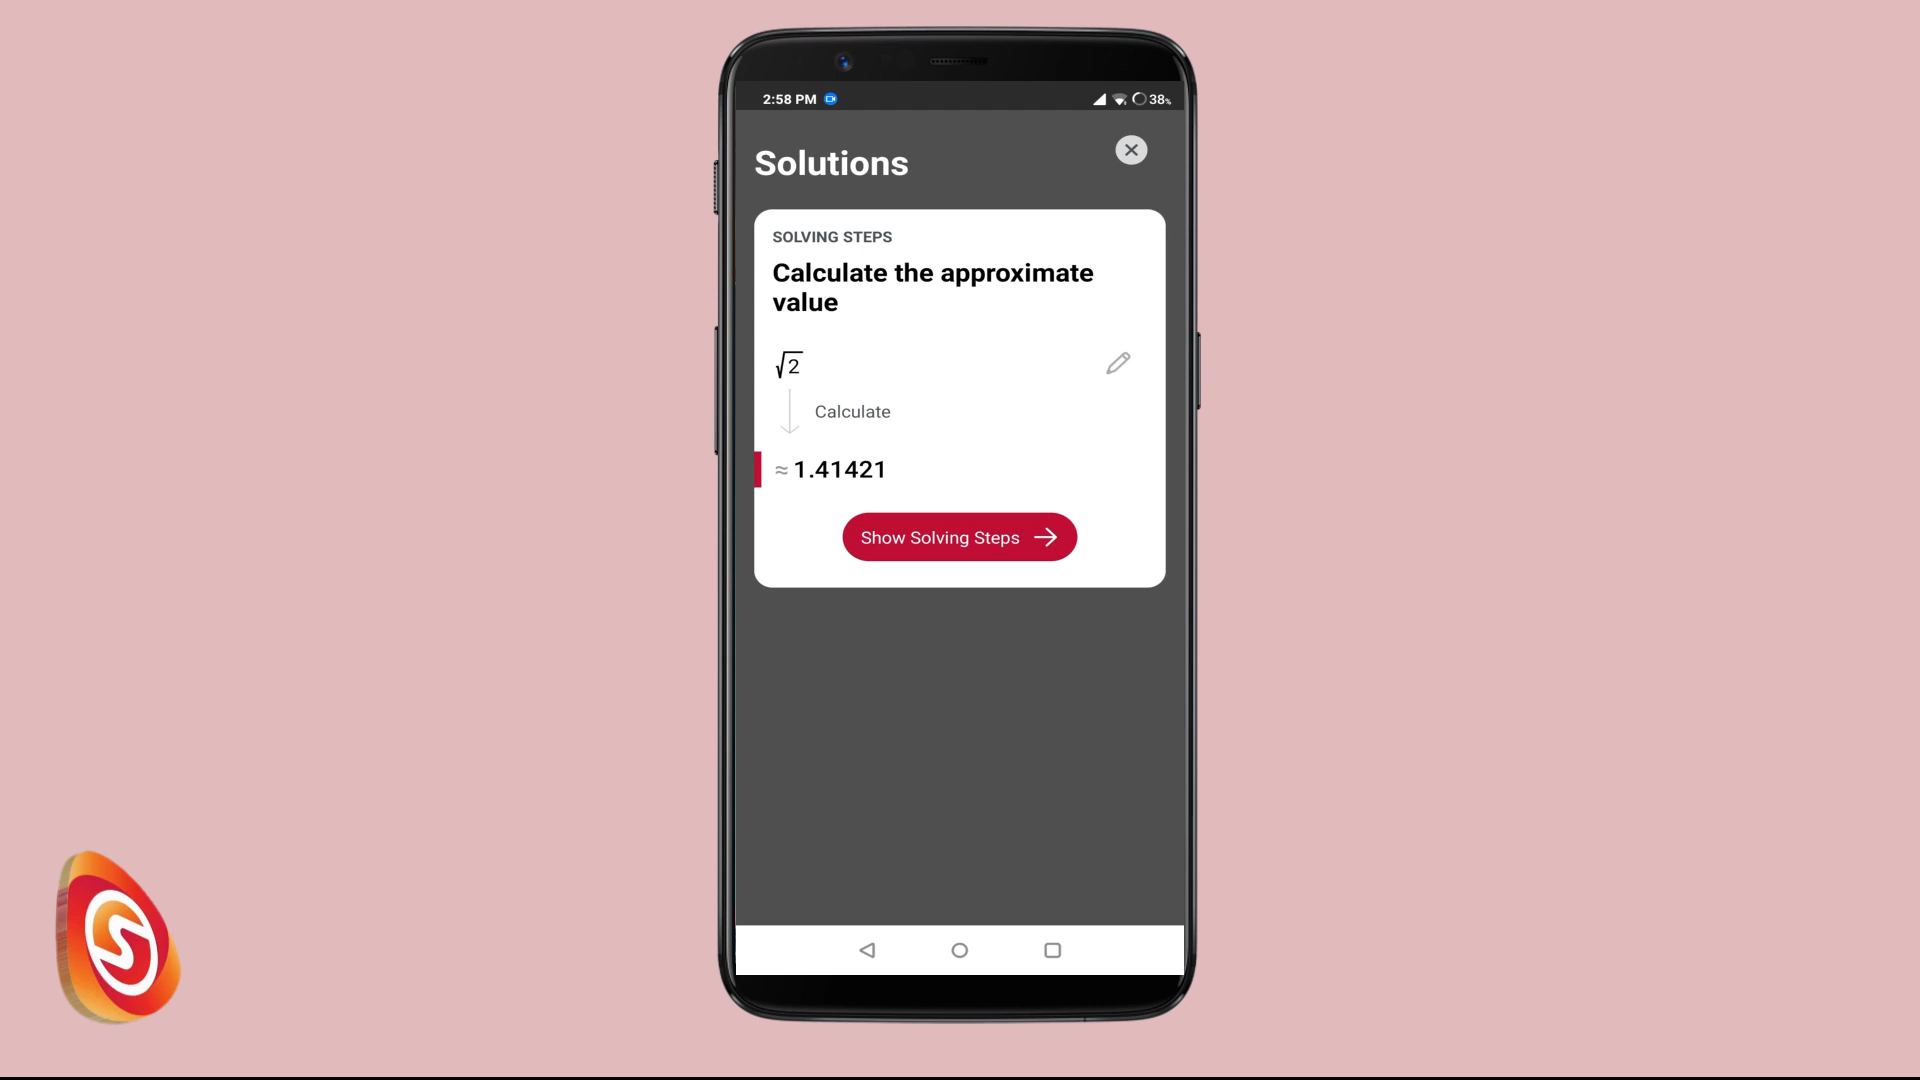 2:58 PM 38%
Solutions
SOLVING STEPS
Calculate the approximate
value
√2
Calculate
≈ 1.41421
Show Solving Steps
S